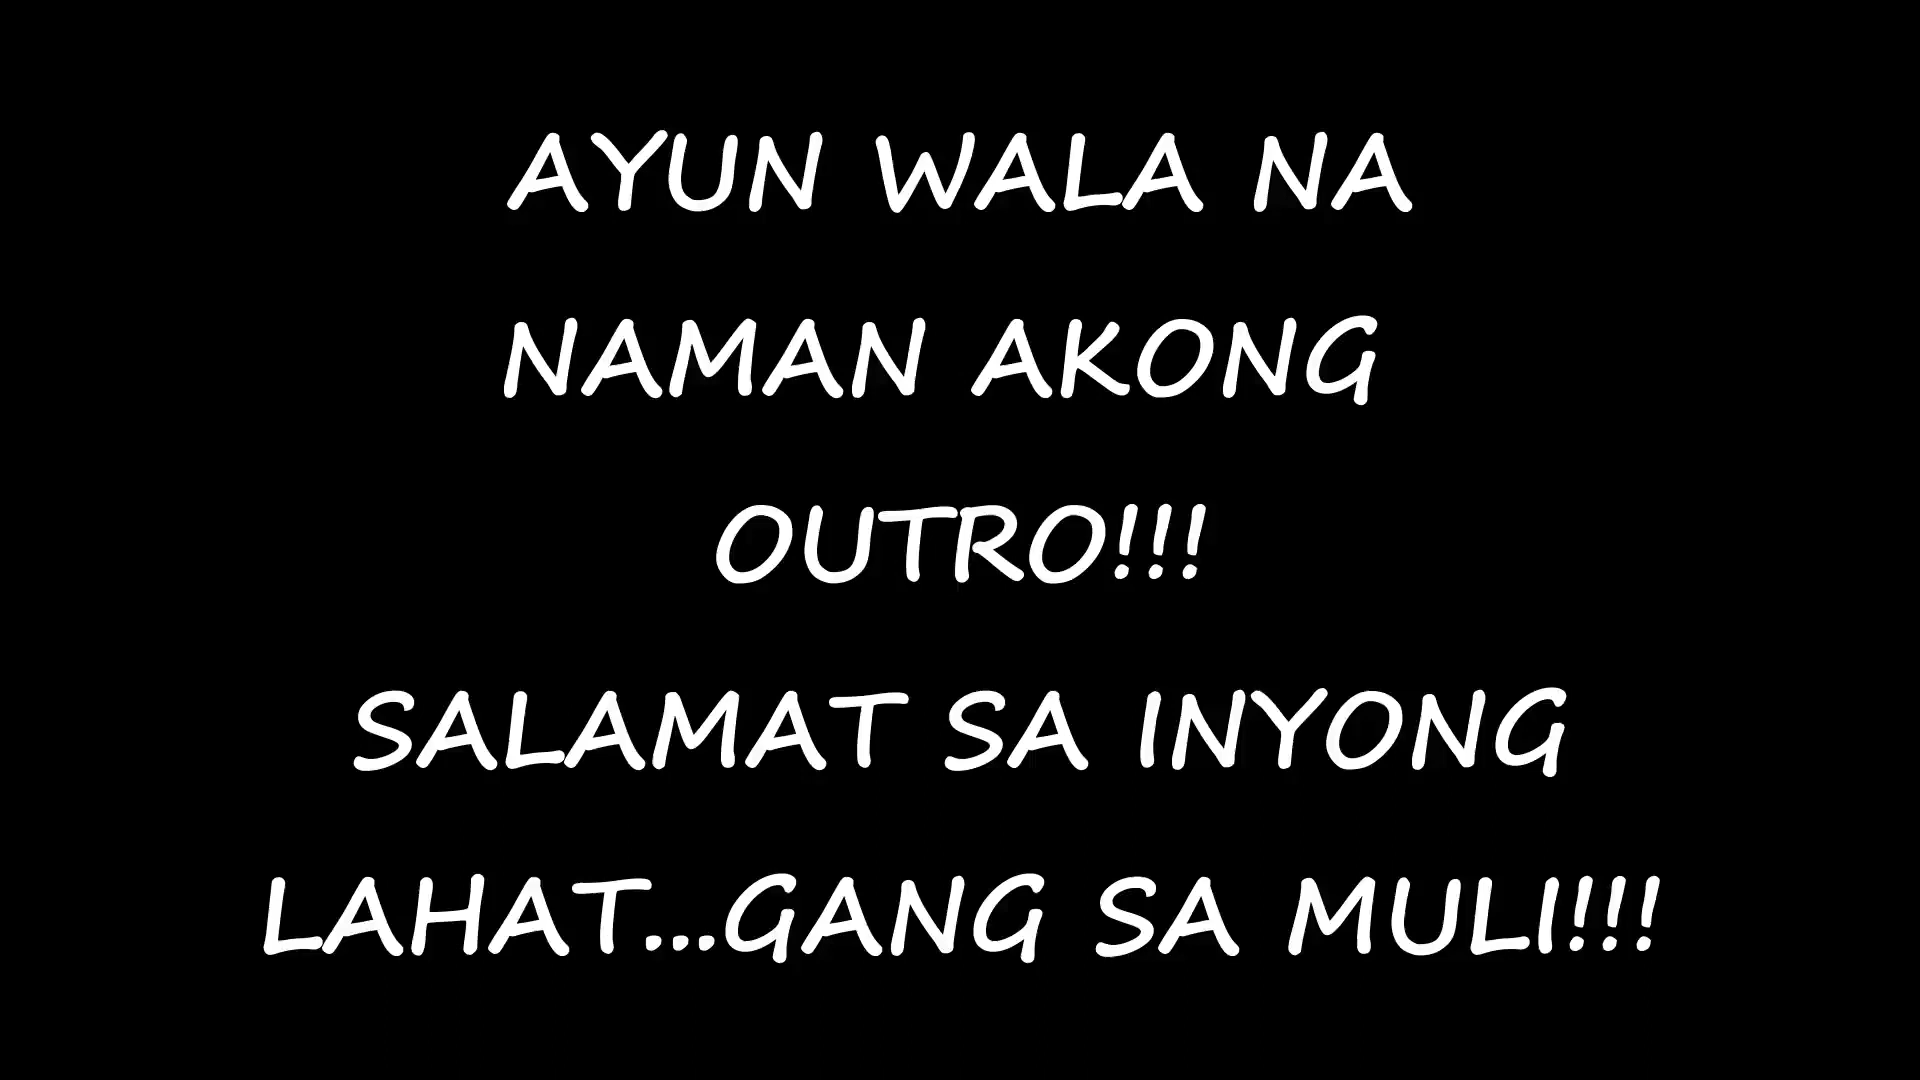 AYUN WALA NA
NAMAN AKONG
OUTRO!!!
SALAMAT SA INYONG
LAHAT...GANG SA MULI!!!